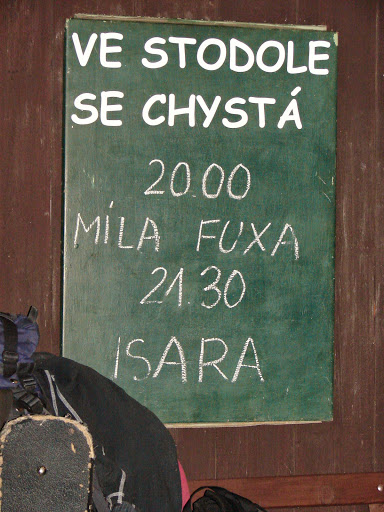 VE STODOLE
SE CHYSTÁ
20.00
MÍLA FUXA
21.30
ISARA